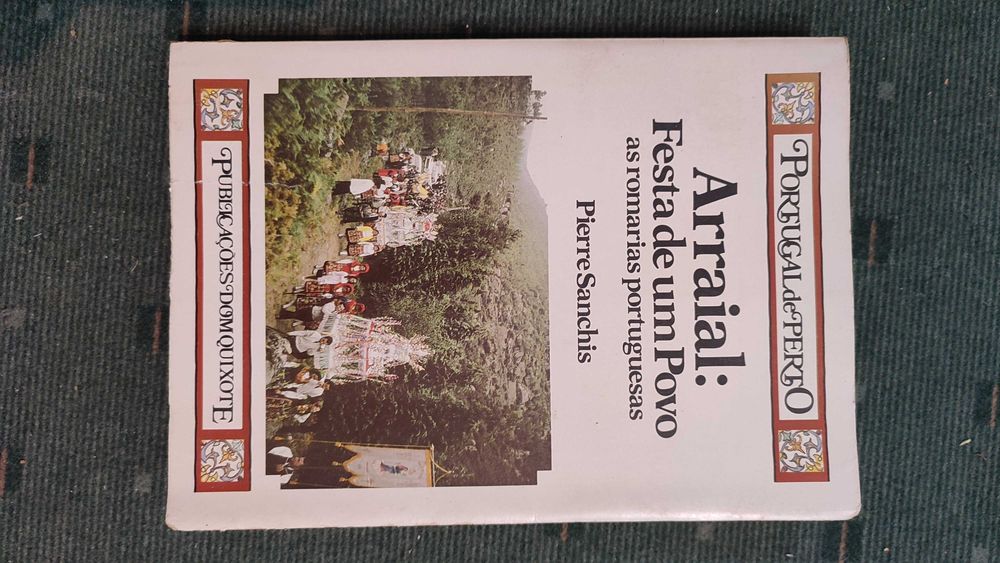 PORTUGAL de PERTO
Arraial:
Festa de um Povo
as romarias portuguesas
Pierre Sanchis
PUBLICAÇÕES DOM QUIXOTE